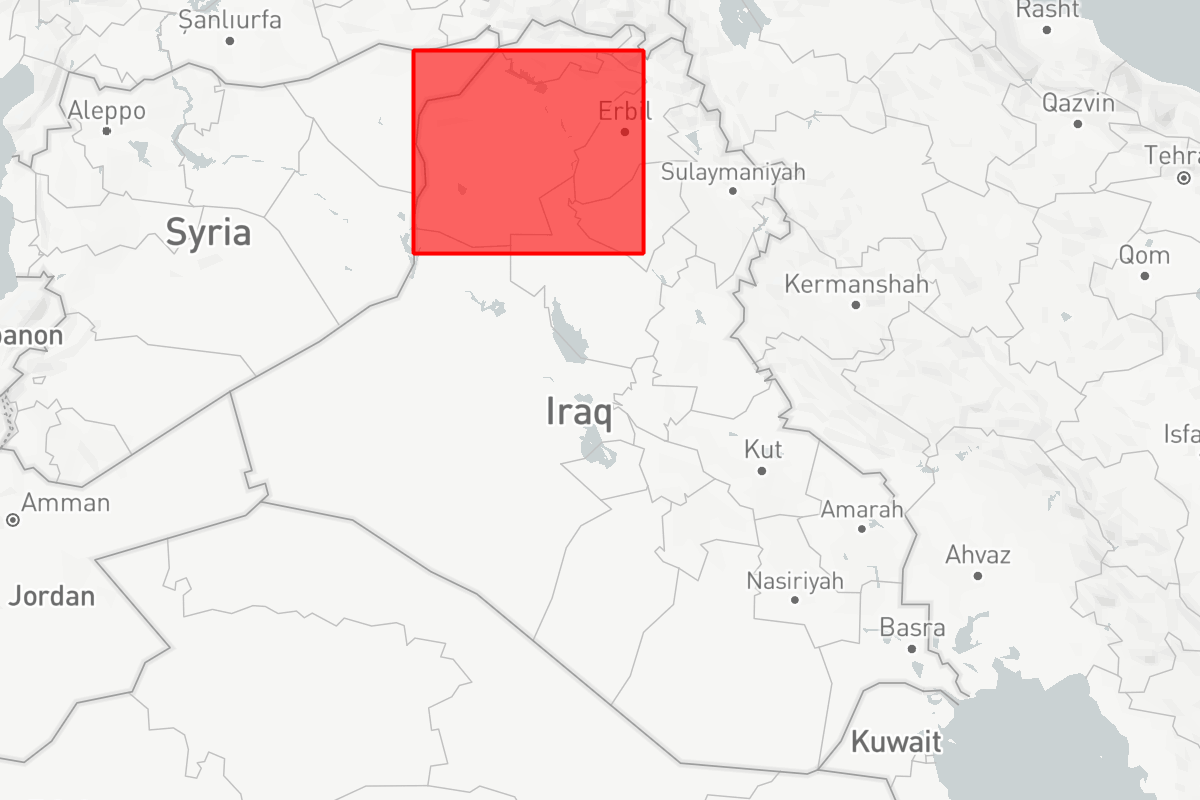 Şanlıurfa
Rasht
Aleppo
Erbil
Qazvin
Tehra
Sulaymaniyah
Syria
Qom
Kermanshah
banon
Iraq
Isfa
Kut
Amman
Amarah
Ahvaz
Jordan
Nasiriyah
Basra
Kuwait